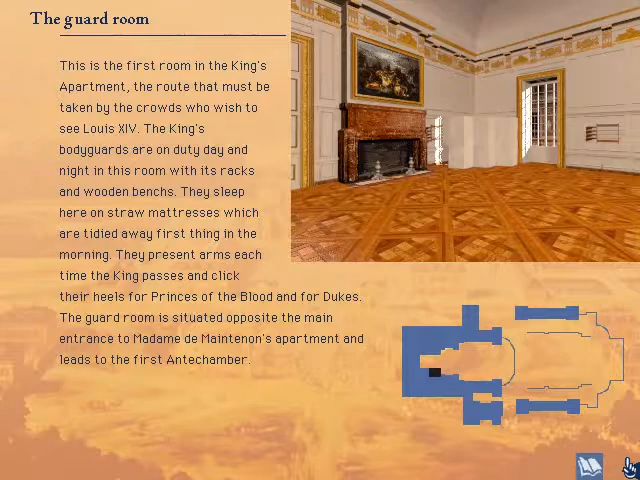 The guard room
This is the first room in the King's
Apartment, the route that must be
taken by the crowds who wish to
see Louis XIV. The King's
bodyguards are on duty day and
night in this room with its racks
and wooden benchs. They sleep
here on straw mattresses which
are tidied away first thing in the
morning. They present arms each
time the King passes and click
their heels for Princes of the Blood and for Dukes.
The guard room is situated opposite the main
entrance to Madame de Maintenon's apartment and
leads to the first Antechamber.